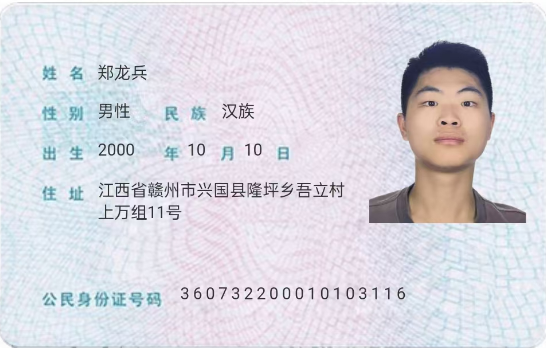 姓名 郑龙兵
性别 男性 民族 汉族
出生 2000 年 10 月 10 日
住址 江西省赣州市兴国县隆坪乡吾立村
上万组11号
公民身份证号码 360732200010103116